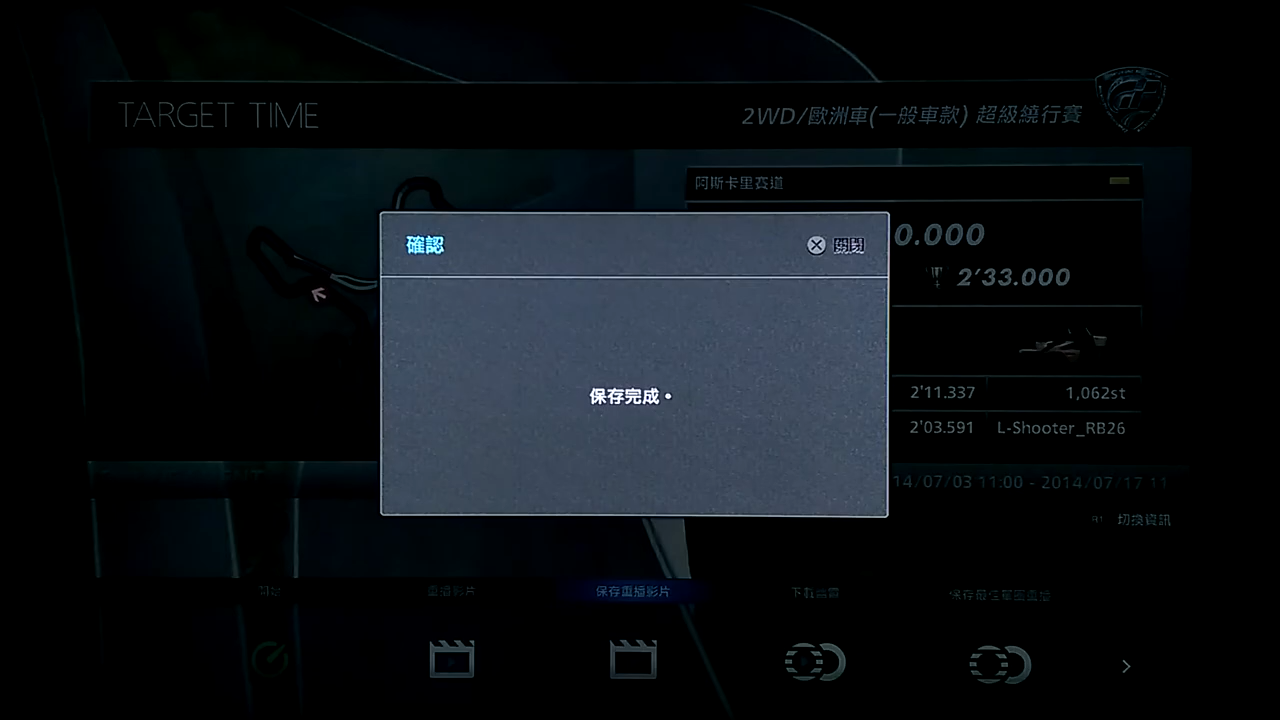 TARGET TIME
2WD/歐洲車(一般車款) 超級繞行賽
阿斯卡里賽道
0.000
2'33.000
確認
關閉
保存完成。
2'11.337 1,062st
2'03.591 L-Shooter_RB26
14/07/03 11:00 - 2014/07/17 11
R1 切換資訊
開始
重播影片
保存重播影片